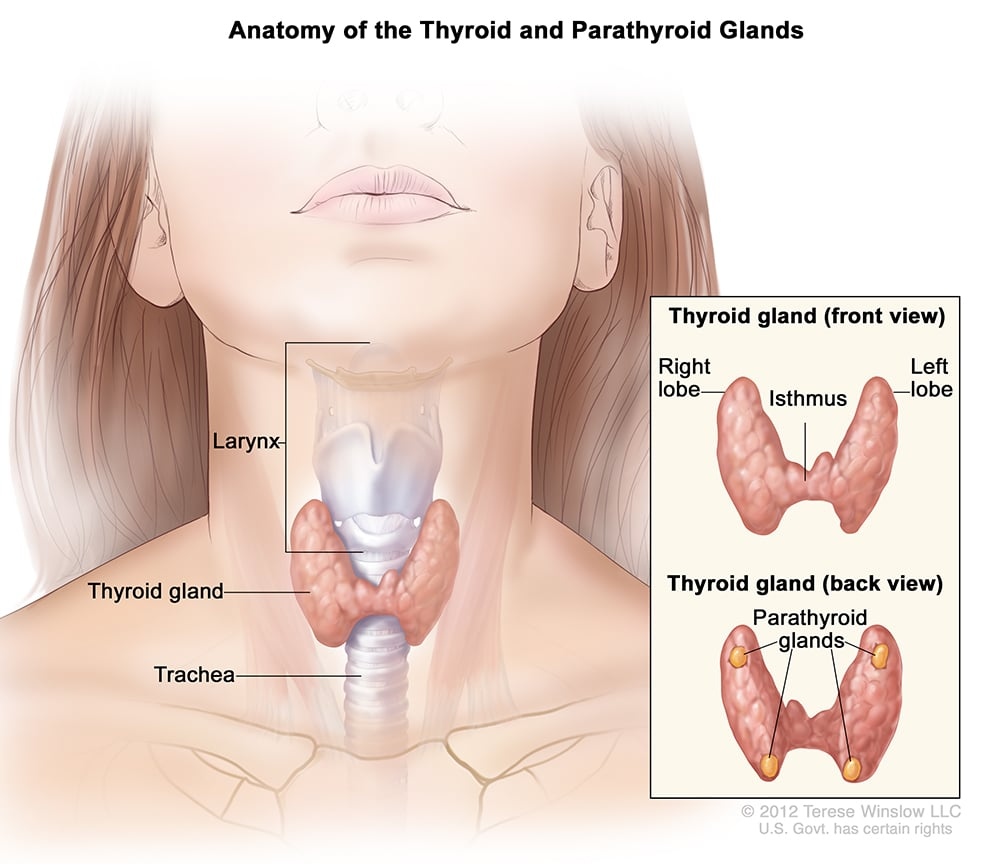 Anatomy of the Thyroid and Parathyroid Glands
Larynx
Thyroid gland
Trachea
Thyroid gland (front view)
Right
lobe
Isthmus
Left
lobe
Thyroid gland (back view)
Parathyroid
glands
© 2012 Terese Winslow LLC
U.S. Govt. has certain rights